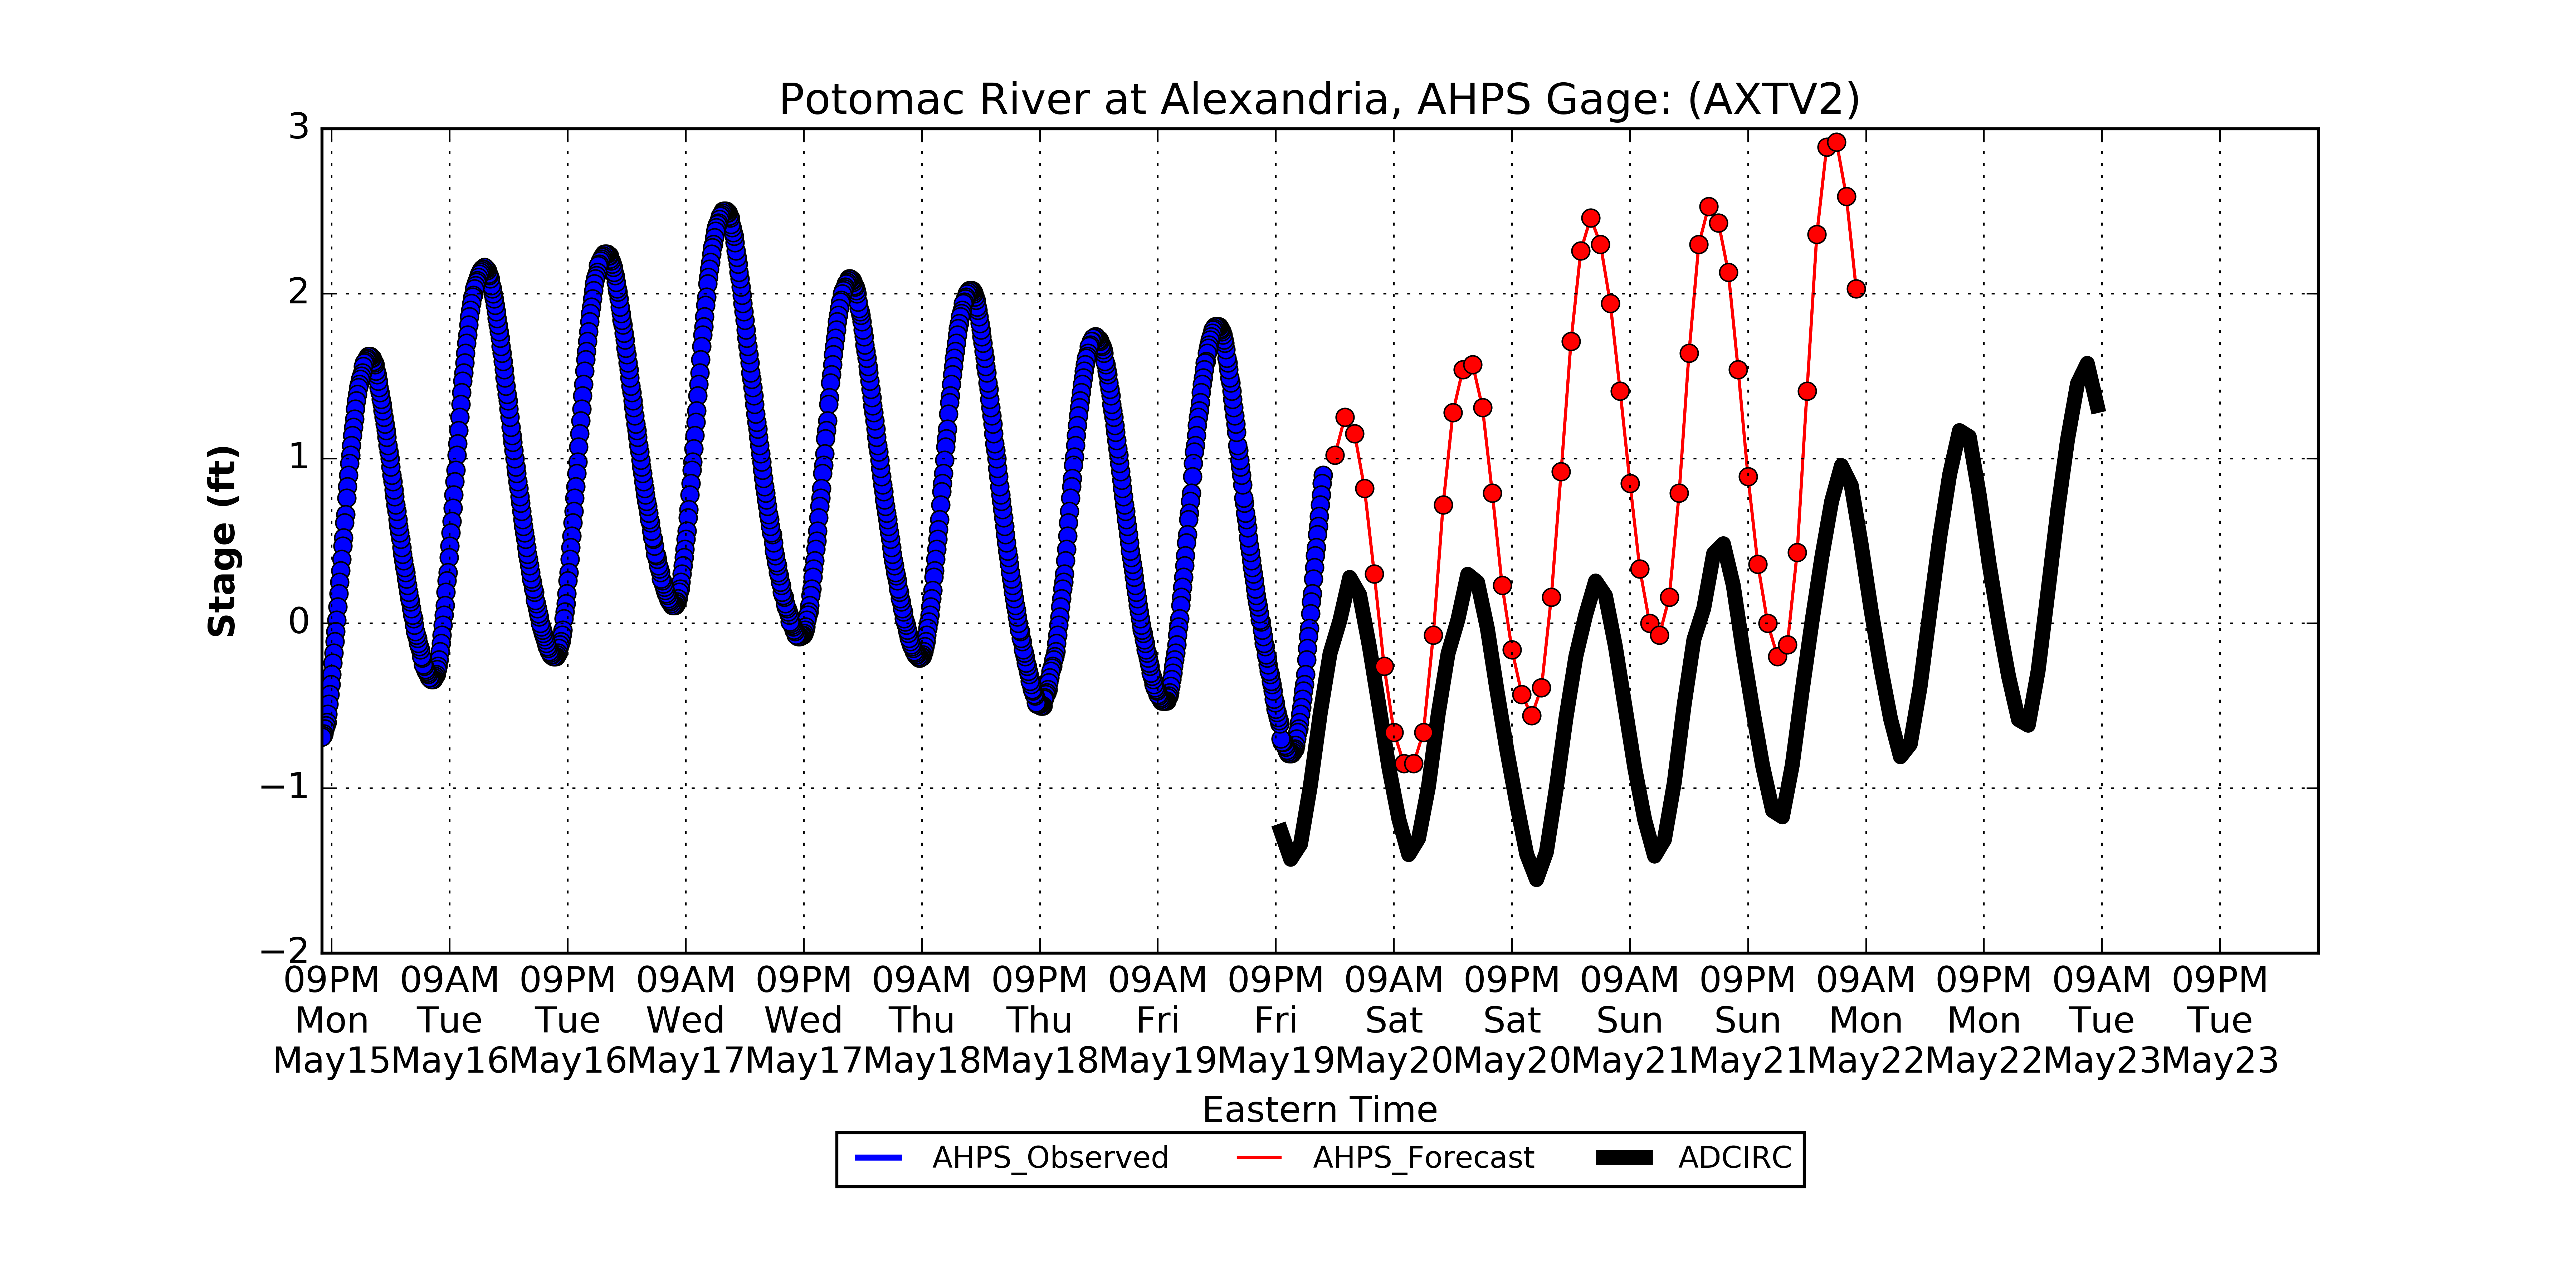 Potomac River at Alexandria, AHPS Gage: (AXTV2)
3
2
1
0
−1
−2
Stage (ft)
09PM 09AM 09PM 09AM 09PM 09AM 09PM 09AM 09PM 09AM 09PM 09AM 09PM 09AM 09PM 09AM 09PM
Mon Tue Tue Wed Wed Thu Thu Fri Fri Sat Sat Sun Sun Mon Mon Tue Tue
May15 May16 May16 May17 May17 May18 May18 May19 May19 May20 May20 May21 May21 May22 May22 May23 May23
Eastern Time
AHPS_Observed AHPS_Forecast ADCIRC